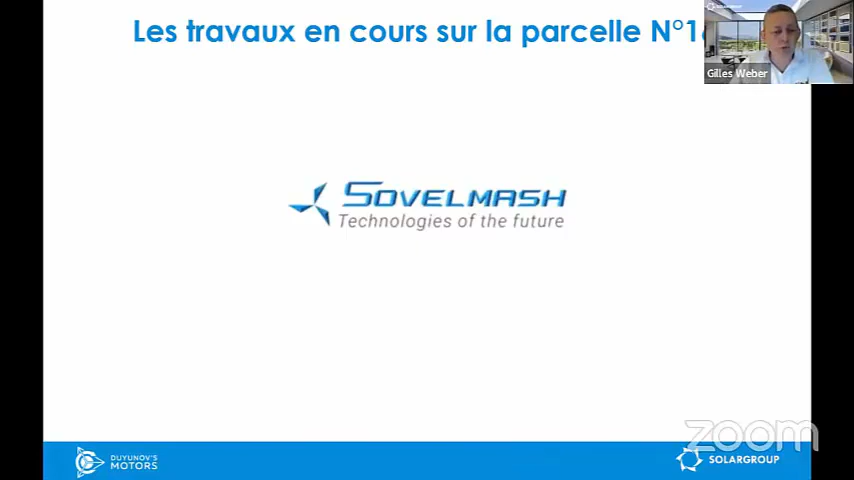 Les travaux en cours sur la parcelle N°1
SOLARGROUP
Gilles Weber
SOVELMASH
Technologies of the future
zoom
DUYUNOV'S
MOTORS
SOLARGROUP